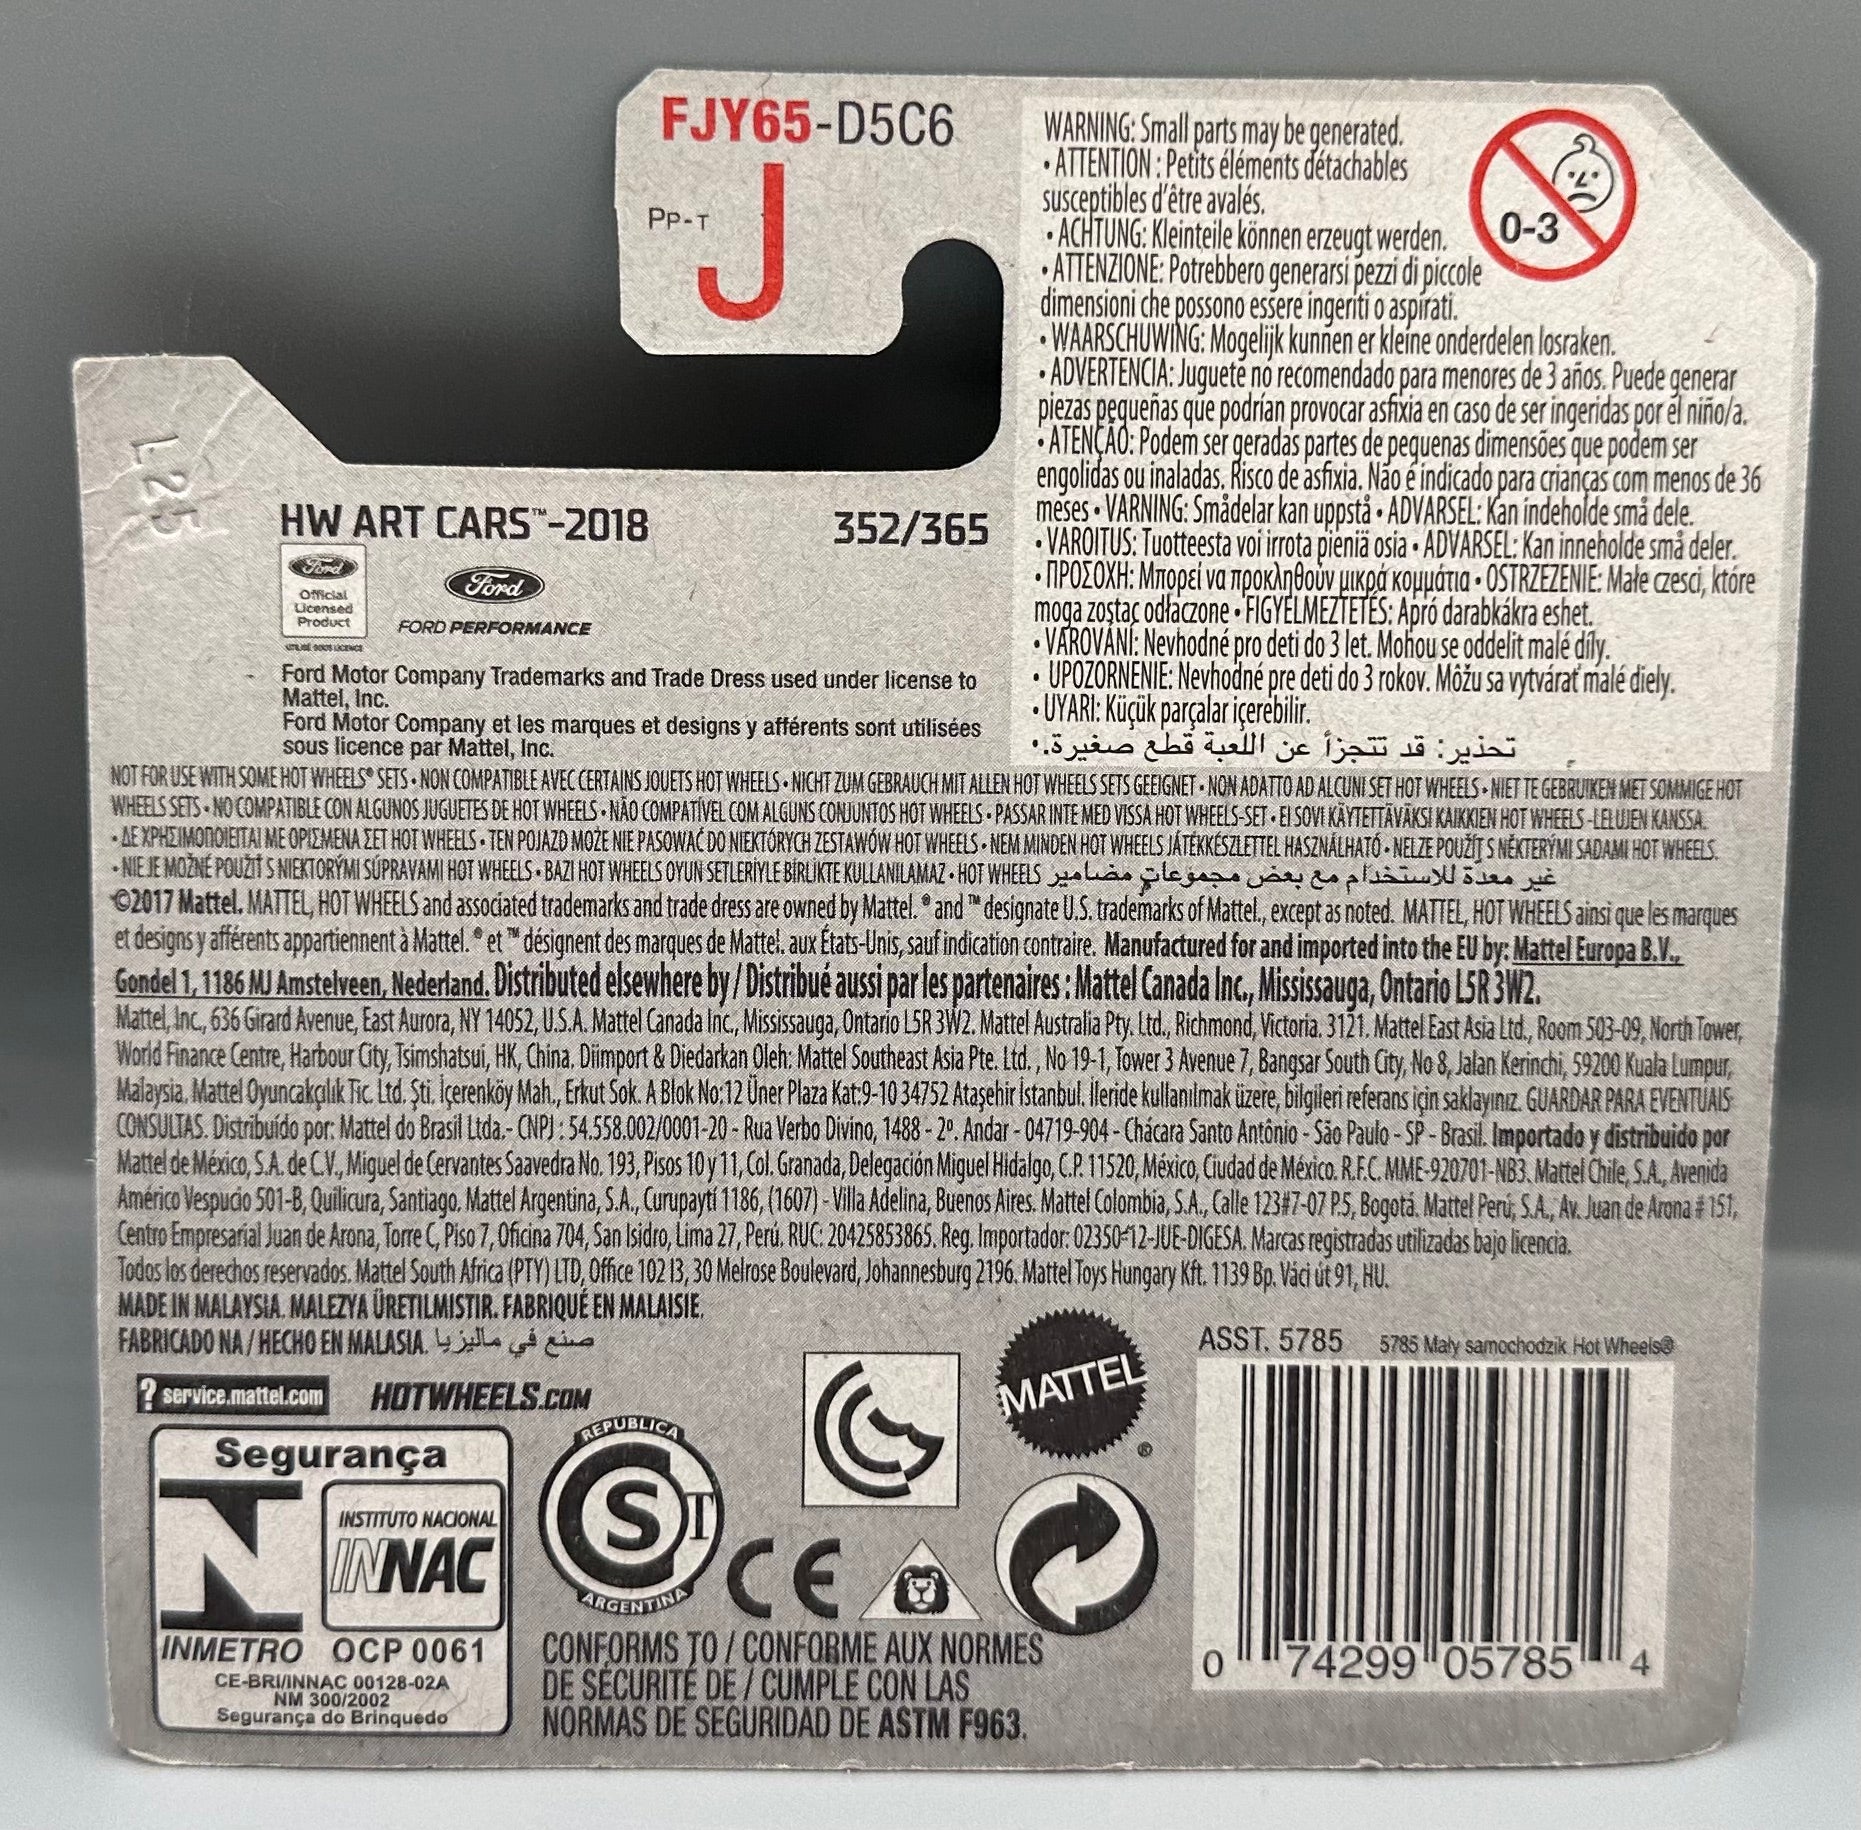 FJY65-D5C6
Pp-T
J
L 25
WARNING: Small parts may be generated.
• ATTENTION : Petits éléments détachables
susceptibles d'être avalés.
• ACHTUNG: Kleinteile können erzeugt werden.
• ATTENZIONE: Potrebbero generarsi pezzi di piccole
dimensioni che possono essere ingeriti o aspirati.
• WAARSCHUWING: Mogelijk kunnen er kleine onderdelen losraken.
• ADVERTENCIA: Juguete no recomendado para menores de 3 años. Puede generar
piezas pequeñas que podrían provocar asfixia en caso de ser ingeridas por el niño/a.
• ATENÇÃO: Podem ser geradas partes de pequenas dimensões que podem ser
engolidas ou inaladas. Risco de asfixia. Não é indicado para crianças com menos de 36
meses • VARNING: Smådelar kan uppstå • ADVARSEL: Kan indeholde små dele.
• VAROITUS: Tuotteesta voi irrota pieniä osia • ADVARSEL: Kan inneholde små deler.
• ΠΡΟΣΟΧΗ: Μπορεί να προκληθούν μικρά κομμάτια • OSTRZEZENIE: Małe czesci, które
moga zostac odłaczone • FIGYELMEZTETÉS: Apró darabkákra eshet.
• VAROVÁNÍ: Nevhodné pro deti do 3 let. Mohou se oddelit malé díly.
• UPOZORNENIE: Nevhodné pre deti do 3 rokov. Môžu sa vytvárať malé diely.
• UYARI: Küçük parçalar içerebilir.
تحذير: قد تتجزأ عن اللعبة قطع صغيرة. •
0-3
HW ART CARS™-2018
352/365
Ford
Official
Licensed
Product
UTILISÉ SOUS LICENCE
Ford
FORD PERFORMANCE
Ford Motor Company Trademarks and Trade Dress used under license to
Mattel, Inc.
Ford Motor Company et les marques et designs y afférents sont utilisées
sous licence par Mattel, Inc.
NOT FOR USE WITH SOME HOT WHEELS® SETS • NON COMPATIBLE AVEC CERTAINS JOUETS HOT WHEELS • NICHT ZUM GEBRAUCH MIT ALLEN HOT WHEELS SETS GEEIGNET • NON ADATTO AD ALCUNI SET HOT WHEELS • NIET TE GEBRUIKEN MET SOMMIGE HOT
WHEELS SETS • NO COMPATIBLE CON ALGUNOS JUGUETES DE HOT WHEELS • NÃO COMPATÍVEL COM ALGUNS CONJUNTOS HOT WHEELS • PASSAR INTE MED VISSA HOT WHEELS-SET • EI SOVI KÄYTETTÄVÄKSI KAIKKIEN HOT WHEELS -LELUJEN KANSSA.
• ΔΕ ΧΡΗΣΙΜΟΠΟΙΕΙΤΑΙ ΜΕ ΟΡΙΣΜΕΝΑ ΣΕΤ HOT WHEELS • TEN POJAZD MOŻE NIE PASOWAĆ DO NIEKTÓRYCH ZESTAWÓW HOT WHEELS • NEM MINDEN HOT WHEELS JÁTÉKKÉSZLETTEL HASZNÁLHATÓ • NELZE POUŽÍT S NĚKTERÝMI SADAMI HOT WHEELS.
• NIE JE MOŽNÉ POUŽIŤ S NIEKTORÝMI SÚPRAVAMI HOT WHEELS • BAZI HOT WHEELS OYUN SETLERİYLE BİRLİKTE KULLANILAMAZ • HOT WHEELS غير معدة للاستخدام مع بعض مجموعات مضامير
©2017 Mattel. MATTEL, HOT WHEELS and associated trademarks and trade dress are owned by Mattel. ® and ™ designate U.S. trademarks of Mattel., except as noted. MATTEL, HOT WHEELS ainsi que les marques
et designs y afférents appartiennent à Mattel. ® et ™ désignent des marques de Mattel. aux États-Unis, sauf indication contraire. Manufactured for and imported into the EU by: Mattel Europa B.V.,
Gondel 1, 1186 MJ Amstelveen, Nederland. Distributed elsewhere by / Distribué aussi par les partenaires : Mattel Canada Inc., Mississauga, Ontario L5R 3W2.
Mattel, Inc., 636 Girard Avenue, East Aurora, NY 14052, U.S.A. Mattel Canada Inc., Mississauga, Ontario L5R 3W2. Mattel Australia Pty. Ltd., Richmond, Victoria. 3121. Mattel East Asia Ltd., Room 503-09, North Tower,
World Finance Centre, Harbour City, Tsimshatsui, HK, China. Diimport & Diedarkan Oleh: Mattel Southeast Asia Pte. Ltd. , No 19-1, Tower 3 Avenue 7, Bangsar South City, No 8, Jalan Kerinchi, 59200 Kuala Lumpur,
Malaysia. Mattel Oyuncakçılık Tic. Ltd. Şti. İçerenköy Mah., Erkut Sok. A Blok No:12 Üner Plaza Kat:9-10 34752 Ataşehir İstanbul. İleride kullanılmak üzere, bilgileri referans için saklayınız. GUARDAR PARA EVENTUAIS
CONSULTAS. Distribuído por: Mattel do Brasil Ltda.- CNPJ : 54.558.002/0001-20 - Rua Verbo Divino, 1488 - 2º. Andar - 04719-904 - Chácara Santo Antônio - São Paulo - SP - Brasil. Importado y distribuido por
Mattel de México, S.A. de C.V., Miguel de Cervantes Saavedra No. 193, Pisos 10 y 11, Col. Granada, Delegación Miguel Hidalgo, C.P. 11520, México, Ciudad de México. R.F.C. MME-920701-NB3. Mattel Chile, S.A., Avenida
Américo Vespucio 501-B, Quilicura, Santiago. Mattel Argentina, S.A., Curupaytí 1186, (1607) - Villa Adelina, Buenos Aires. Mattel Colombia, S.A., Calle 123#7-07 P.5, Bogotá. Mattel Perú, S.A., Av. Juan de Arona # 151,
Centro Empresarial Juan de Arona, Torre C, Piso 7, Oficina 704, San Isidro, Lima 27, Perú. RUC: 20425853865. Reg. Importador: 02350-12-JUE-DIGESA. Marcas registradas utilizadas bajo licencia.
Todos los derechos reservados. Mattel South Africa (PTY) LTD, Office 102 I3, 30 Melrose Boulevard, Johannesburg 2196. Mattel Toys Hungary Kft. 1139 Bp. Váci út 91, HU.
MADE IN MALAYSIA. MALEZYA ÜRETILMISTIR. FABRIQUÉ EN MALAISIE.
FABRICADO NA / HECHO EN MALASIA. صنع في ماليزيا
? service.mattel.com
HOTWHEELS.COM
MATTEL
®
ASST. 5785
5785 Mały samochodzik Hot Wheels®
Segurança
INSTITUTO NACIONAL
INNAC
INMETRO OCP 0061
CE-BRI/INNAC 00128-02A
NM 300/2002
Segurança do Brinquedo
REPUBLICA
S T
ARGENTINA
CE
CONFORMS TO / CONFORME AUX NORMES
DE SÉCURITÉ DE / CUMPLE CON LAS
NORMAS DE SEGURIDAD DE ASTM F963.
0 74299 05785 4